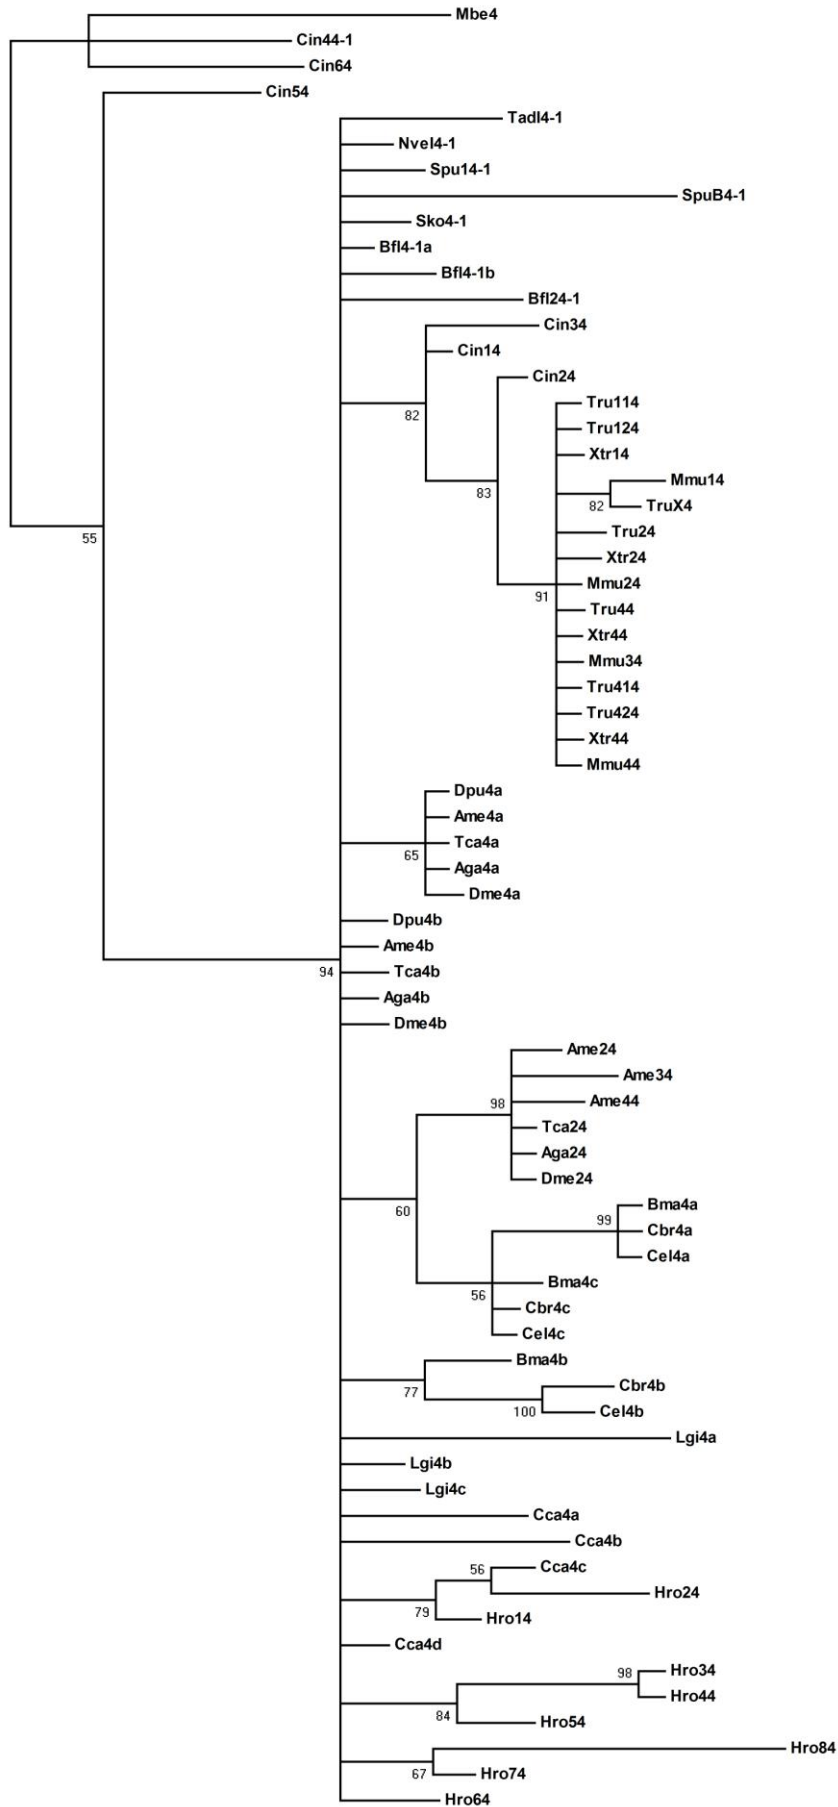 Mbe4
Cin44-1
Cin64
Cin54
TadI4-1
NveI4-1
Spu14-1
SpuB4-1
Sko4-1
Bfl4-1a
Bfl4-1b
Bfl24-1
Cin34
Cin14
82
Cin24
83
Tru114
Tru124
Xtr14
Mmu14
82
TruX4
55
Tru24
Xtr24
Mmu24
91
Tru44
Xtr44
Mmu34
Tru414
Tru424
Xtr44
Mmu44
Dpu4a
Ame4a
Tca4a
65
Aga4a
Dme4a
Dpu4b
Ame4b
94
Tca4b
Aga4b
Dme4b
Ame24
Ame34
98
Ame44
Tca24
Aga24
Dme24
60
Bma4a
99
Cbr4a
Cel4a
Bma4c
56
Cbr4c
Cel4c
Bma4b
77
Cbr4b
100
Cel4b
Lgi4a
Lgi4b
Lgi4c
Cca4a
Cca4b
56
Cca4c
Hro24
79
Hro14
Cca4d
98
Hro34
Hro44
84
Hro54
Hro84
67
Hro74
Hro64